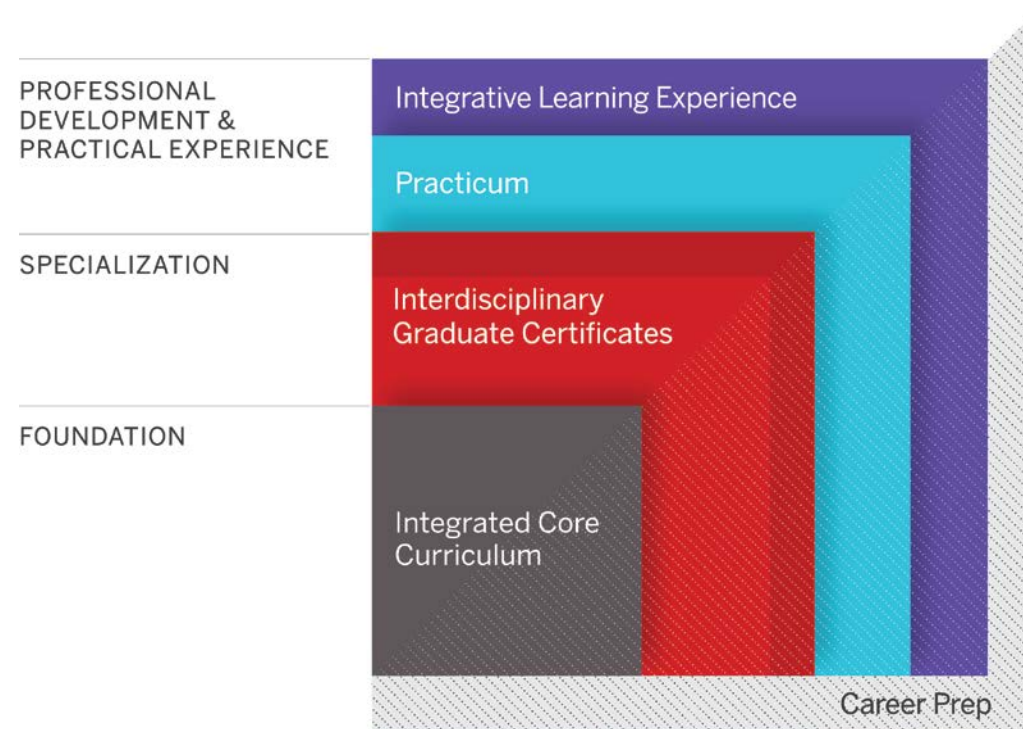 PROFESSIONAL
DEVELOPMENT &
PRACTICAL EXPERIENCE
Integrative Learning Experience
Practicum
SPECIALIZATION
Interdisciplinary
Graduate Certificates
FOUNDATION
Integrated Core
Curriculum
Career Prep